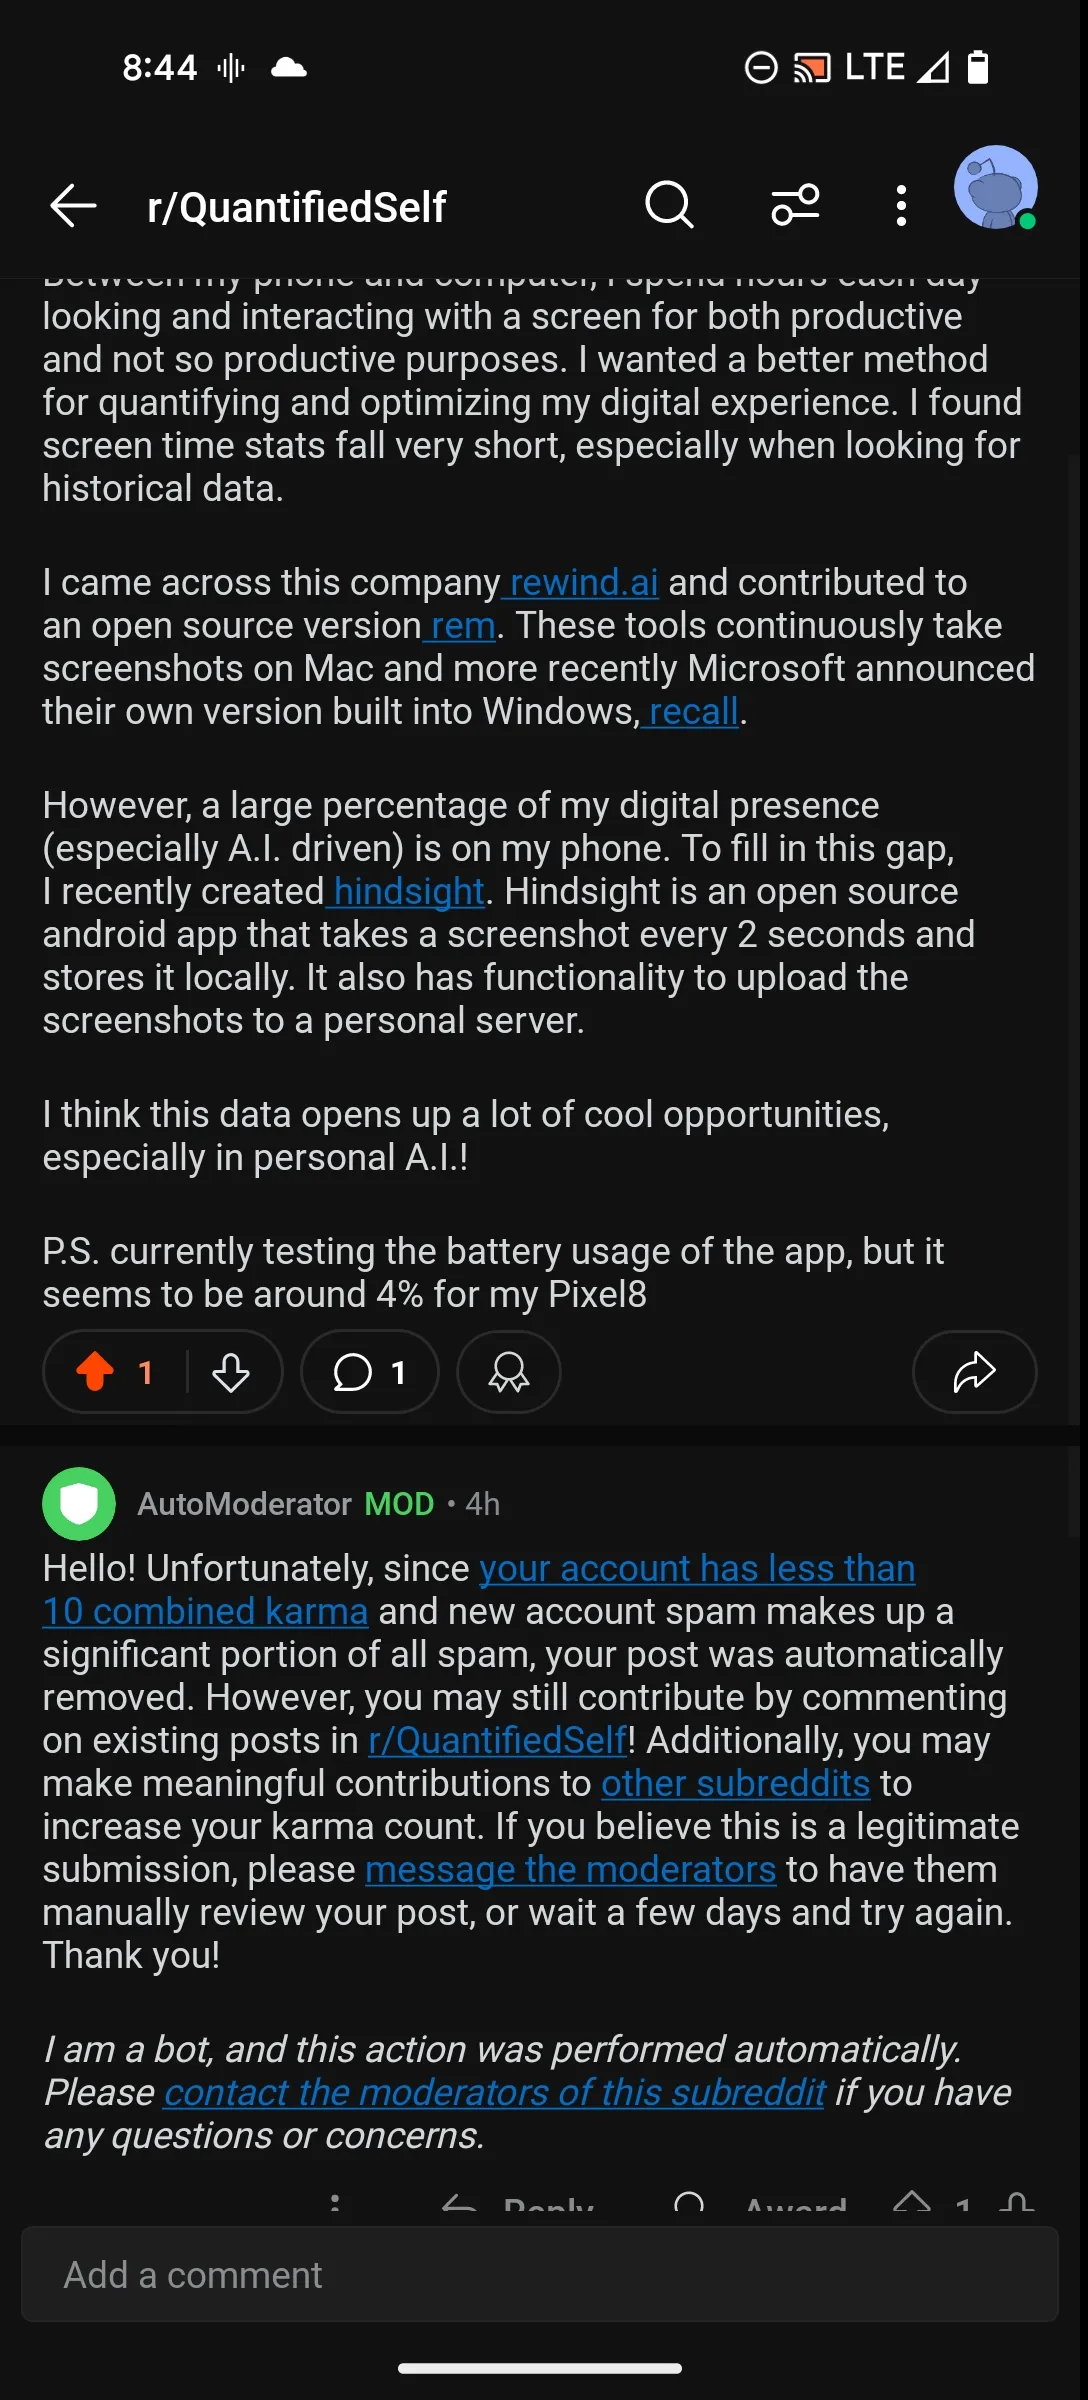 8:44 LTE
r/QuantifiedSelf
Between my phone and computer, I spend hours each day
looking and interacting with a screen for both productive
and not so productive purposes. I wanted a better method
for quantifying and optimizing my digital experience. I found
screen time stats fall very short, especially when looking for
historical data.
I came across this company rewind.ai and contributed to
an open source version rem. These tools continuously take
screenshots on Mac and more recently Microsoft announced
their own version built into Windows, recall.
However, a large percentage of my digital presence
(especially A.I. driven) is on my phone. To fill in this gap,
I recently created hindsight. Hindsight is an open source
android app that takes a screenshot every 2 seconds and
stores it locally. It also has functionality to upload the
screenshots to a personal server.
I think this data opens up a lot of cool opportunities,
especially in personal A.I.!
P.S. currently testing the battery usage of the app, but it
seems to be around 4% for my Pixel8
1 1
AutoModerator MOD • 4h
Hello! Unfortunately, since your account has less than
10 combined karma and new account spam makes up a
significant portion of all spam, your post was automatically
removed. However, you may still contribute by commenting
on existing posts in r/QuantifiedSelf! Additionally, you may
make meaningful contributions to other subreddits to
increase your karma count. If you believe this is a legitimate
submission, please message the moderators to have them
manually review your post, or wait a few days and try again.
Thank you!
I am a bot, and this action was performed automatically.
Please contact the moderators of this subreddit if you have
any questions or concerns.
Reply Award 1
Add a comment